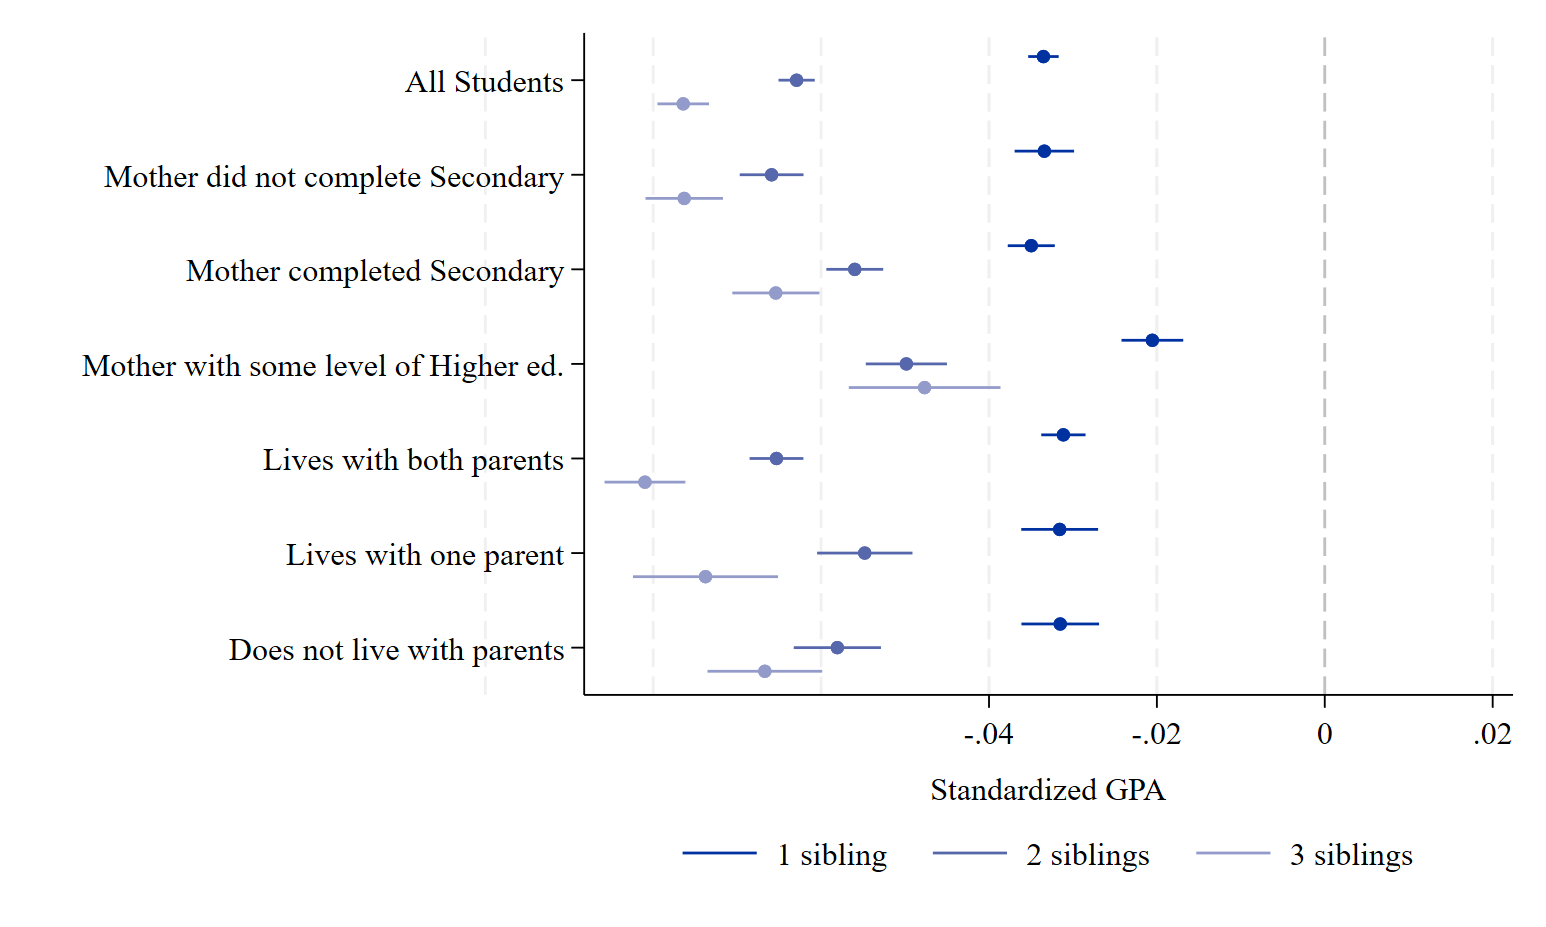 All Students
Mother did not complete Secondary
Mother completed Secondary
Mother with some level of Higher ed.
Lives with both parents
Lives with one parent
Does not live with parents
-.04 -.02 0 .02
Standardized GPA
1 sibling 2 siblings 3 siblings